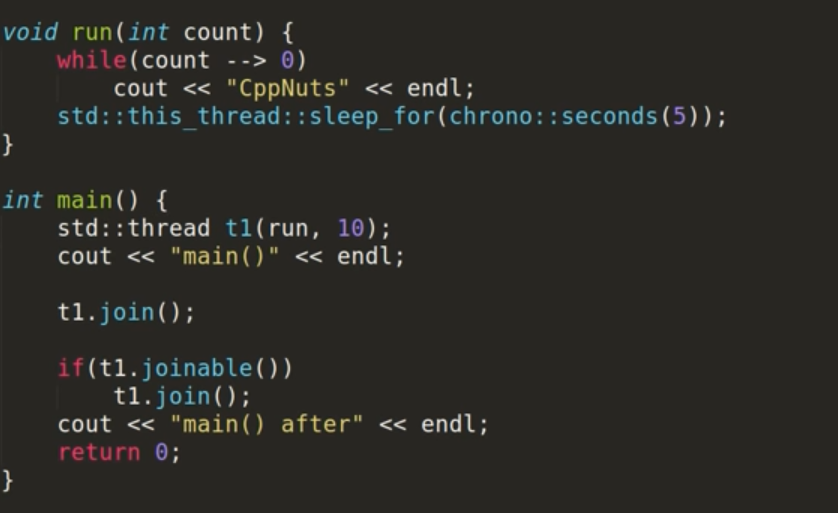 void run(int count) {
    while(count --> 0)
        cout << "CppNuts" << endl;
    std::this_thread::sleep_for(chrono::seconds(5));
}

int main() {
    std::thread t1(run, 10);
    cout << "main()" << endl;

    t1.join();

    if(t1.joinable())
        t1.join();
    cout << "main() after" << endl;
    return 0;
}